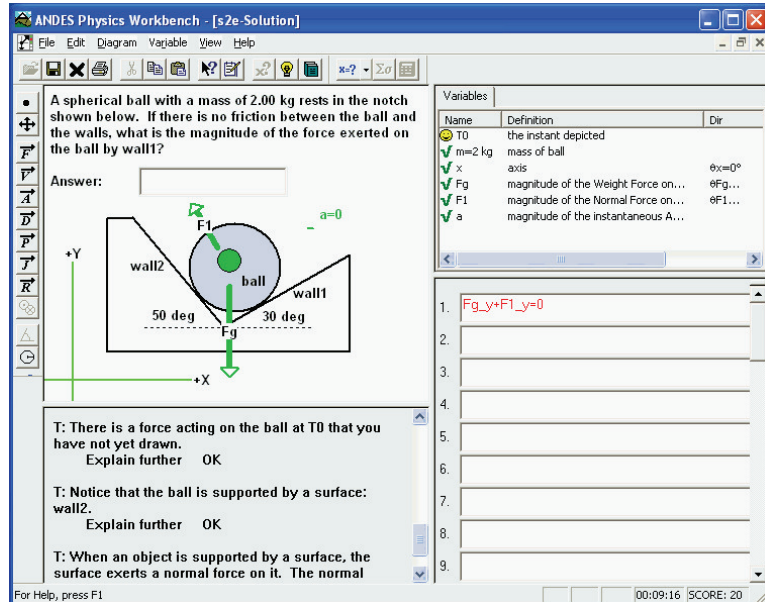 ANDES Physics Workbench - [s2e-Solution]
File Edit Diagram Variable View Help
x=? Σσ
A spherical ball with a mass of 2.00 kg rests in the notch
shown below. If there is no friction between the ball and
the walls, what is the magnitude of the force exerted on
the ball by wall1?
Answer:
F
V
A
D
P
J
R
+Y
F1
a=0
wall2
ball
wall1
50 deg
30 deg
Fg
+X
T: There is a force acting on the ball at T0 that you
have not yet drawn.
Explain further OK
T: Notice that the ball is supported by a surface:
wall2.
Explain further OK
T: When an object is supported by a surface, the
surface exerts a normal force on it. The normal
Variables
Name Definition Dir
T0 the instant depicted
m=2 kg mass of ball
x axis θx=0°
Fg magnitude of the Weight Force on... θFg...
F1 magnitude of the Normal Force on... θF1...
a magnitude of the instantaneous A...
1. Fg_y+F1_y=0
2.
3.
4.
5.
6.
7.
8.
9.
For Help, press F1
00:09:16 SCORE: 20